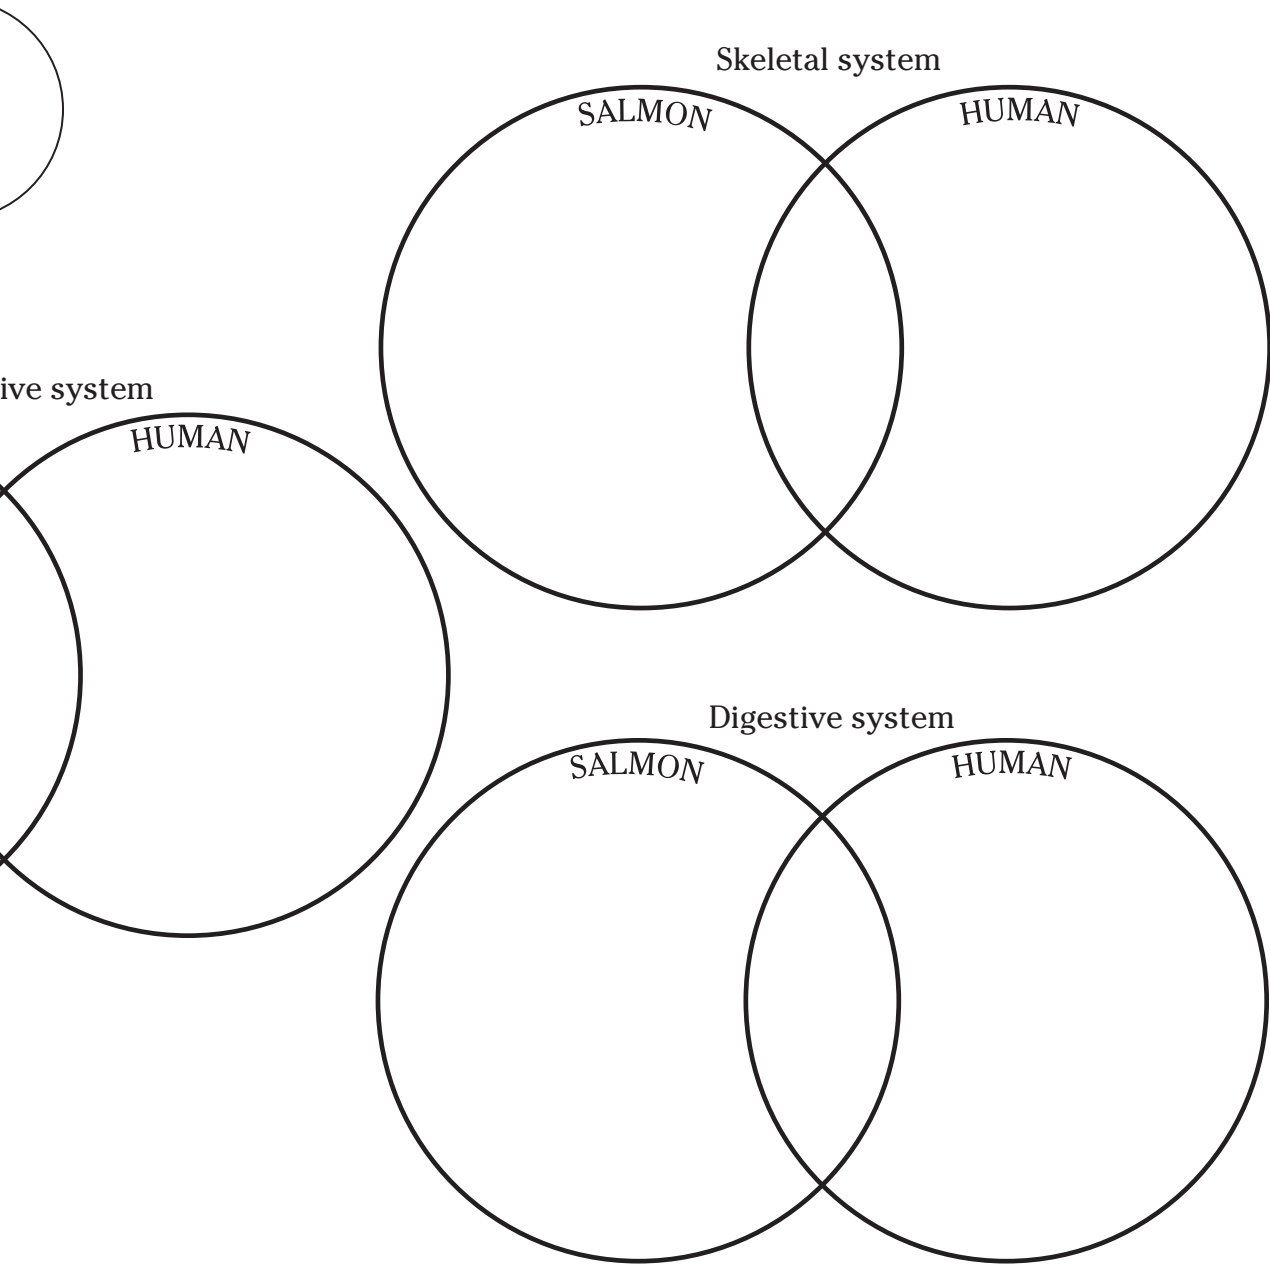 Skeletal system
SALMON
HUMAN
ive system
HUMAN
Digestive system
SALMON
HUMAN